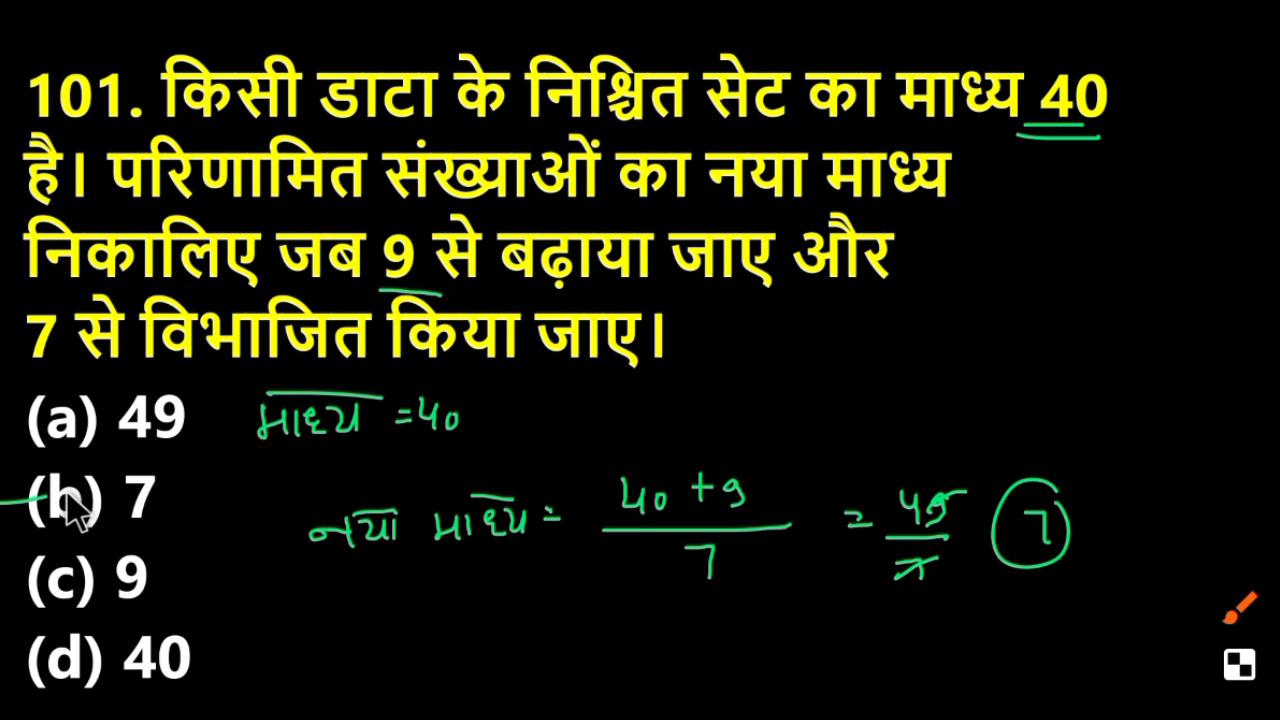 101. किसी डाटा के निश्चित सेट का माध्य 40
है। परिणामित संख्याओं का नया माध्य
निकालिए जब 9 से बढ़ाया जाए और
7 से विभाजित किया जाए।
(a) 49
माध्य = 40
(b) 7
नया माध्य = 40 + 9 / 7 = 49 / 7 7
(c) 9
(d) 40